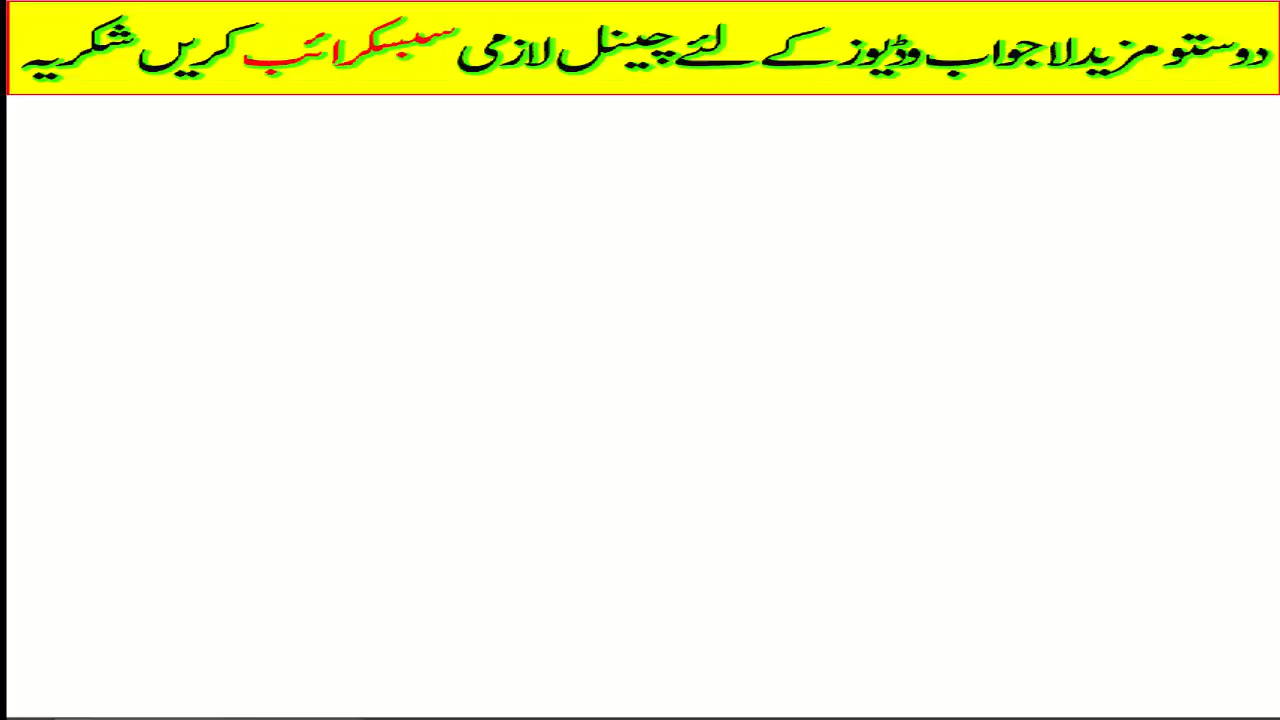 دوستو مزید لاجواب وڈیوز کے لئے چینل لازمی سبسکرائب کریں شکریہ